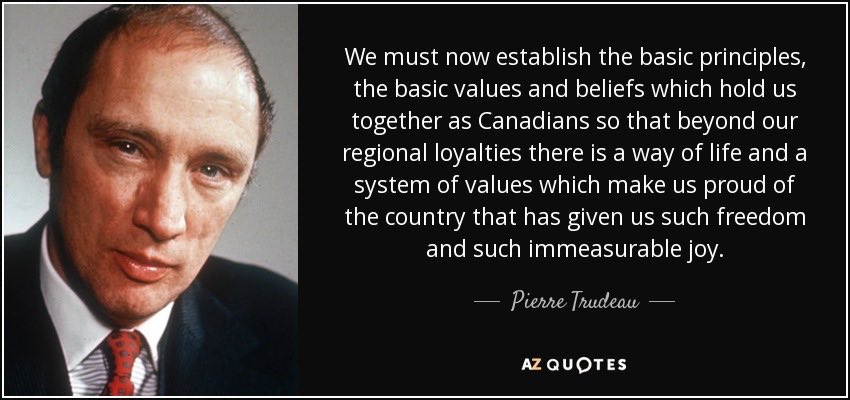 We must now establish the basic principles,
the basic values and beliefs which hold us
together as Canadians so that beyond our
regional loyalties there is a way of life and a
system of values which make us proud of
the country that has given us such freedom
and such immeasurable joy.
Pierre Trudeau
AZ QUOTES